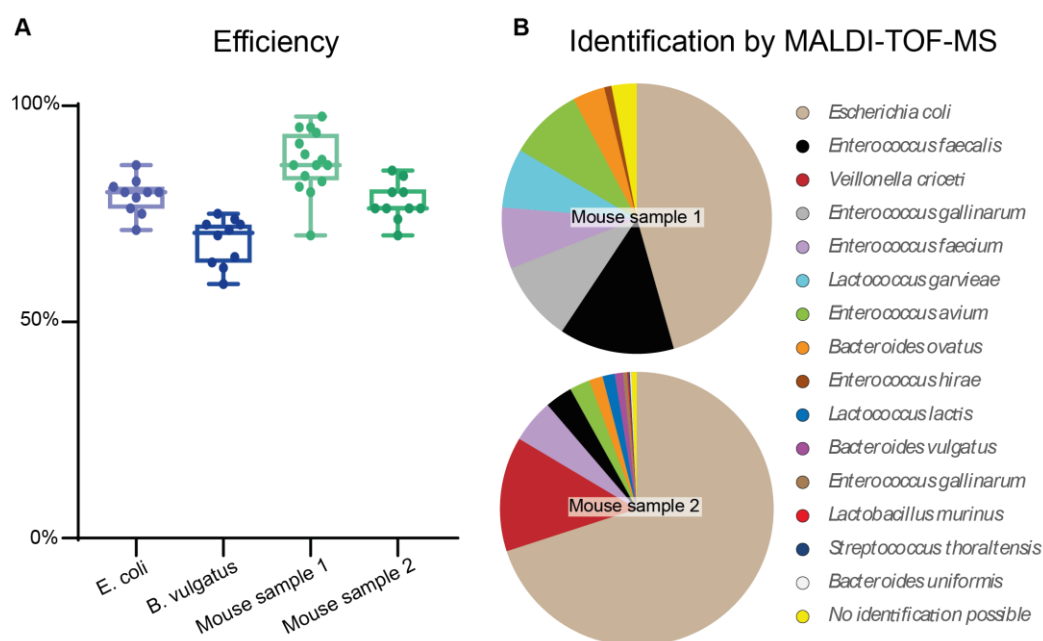 A
Efficiency
100%
50%
0%
E. coli
B. vulgatus
Mouse sample 1
Mouse sample 2
B
Identification by MALDI-TOF-MS
Mouse sample 1
Mouse sample 2
Escherichia coli
Enterococcus faecalis
Veillonella criceti
Enterococcus gallinarum
Enterococcus faecium
Lactococcus garvieae
Enterococcus avium
Bacteroides ovatus
Enterococcus hirae
Lactococcus lactis
Bacteroides vulgatus
Enterococcus gallinarum
Lactobacillus murinus
Streptococcus thoraltensis
Bacteroides uniformis
No identification possible